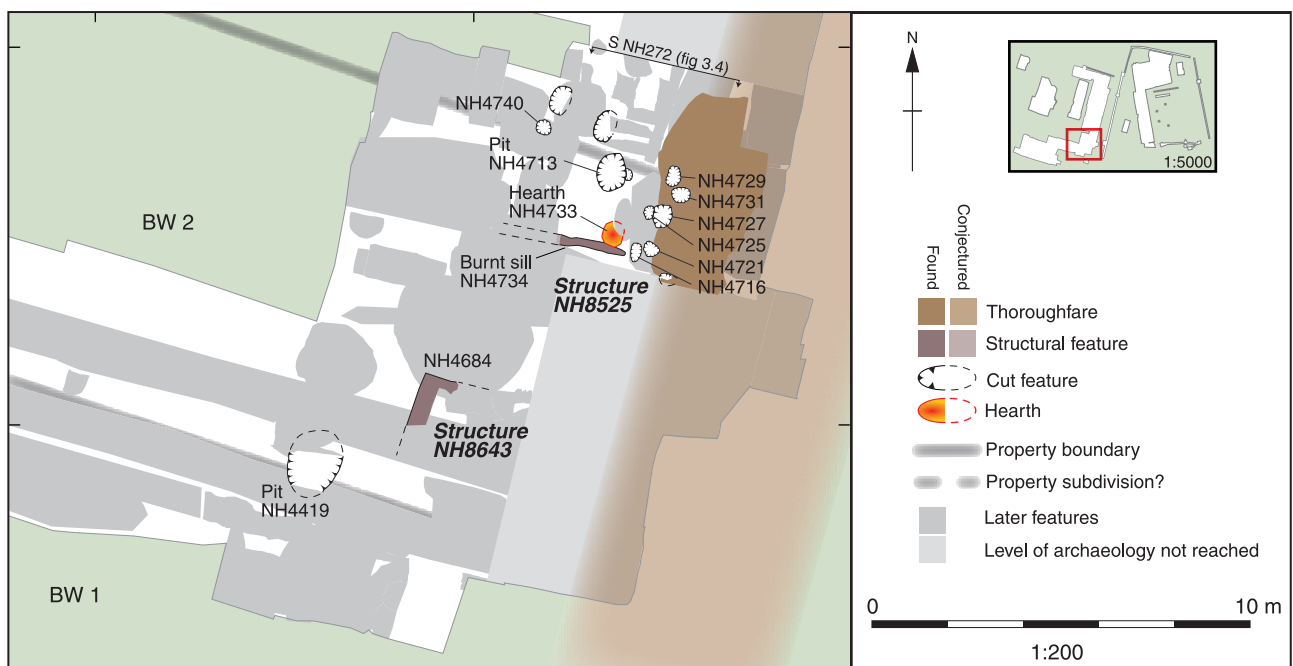 S NH272 (fig 3.4)
NH4740
Pit
NH4713
Hearth
NH4733
NH4729
NH4731
NH4727
NH4725
NH4721
NH4716
BW 2
Burnt sill
NH4734
Structure
NH8525
NH4684
Structure
NH8643
Pit
NH4419
BW 1
N
1:5000
Found
Conjectured
Thoroughfare
Structural feature
Cut feature
Hearth
Property boundary
Property subdivision?
Later features
Level of archaeology not reached
0 10 m
1:200